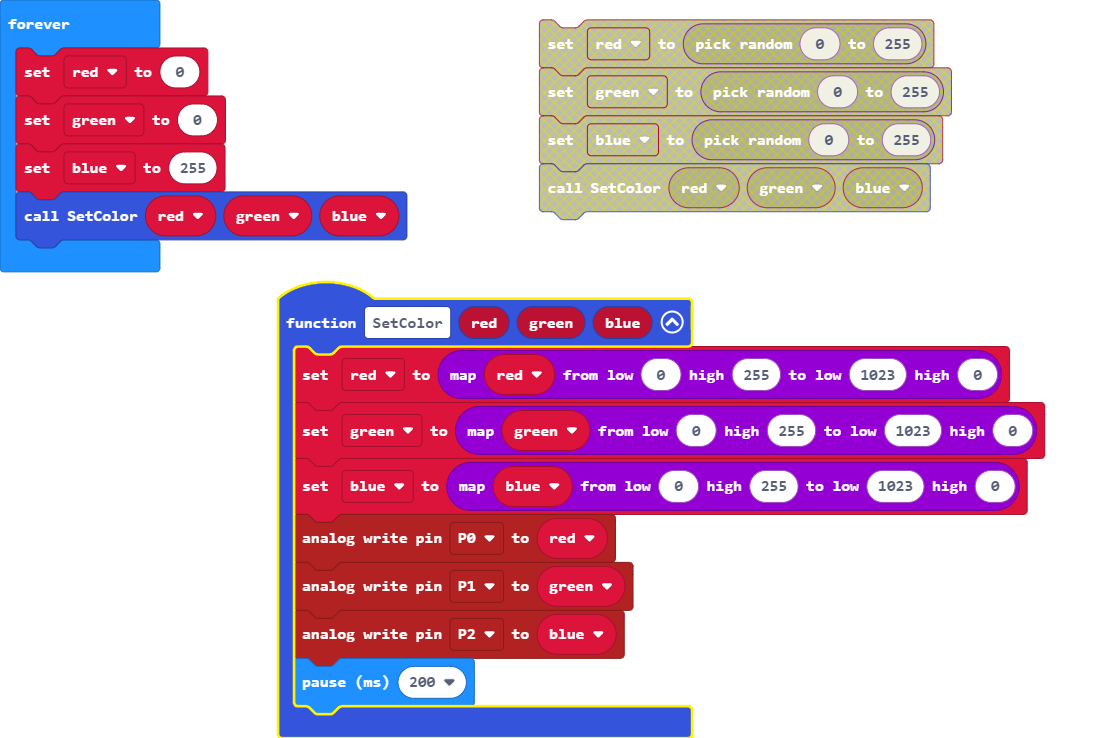 forever
set red to 0
set green to 0
set blue to 255
call SetColor red green blue
set red to pick random 0 to 255
set green to pick random 0 to 255
set blue to pick random 0 to 255
call SetColor red green blue
function SetColor red green blue
set red to map red from low 0 high 255 to low 1023 high 0
set green to map green from low 0 high 255 to low 1023 high 0
set blue to map blue from low 0 high 255 to low 1023 high 0
analog write pin P0 to red
analog write pin P1 to green
analog write pin P2 to blue
pause (ms) 200